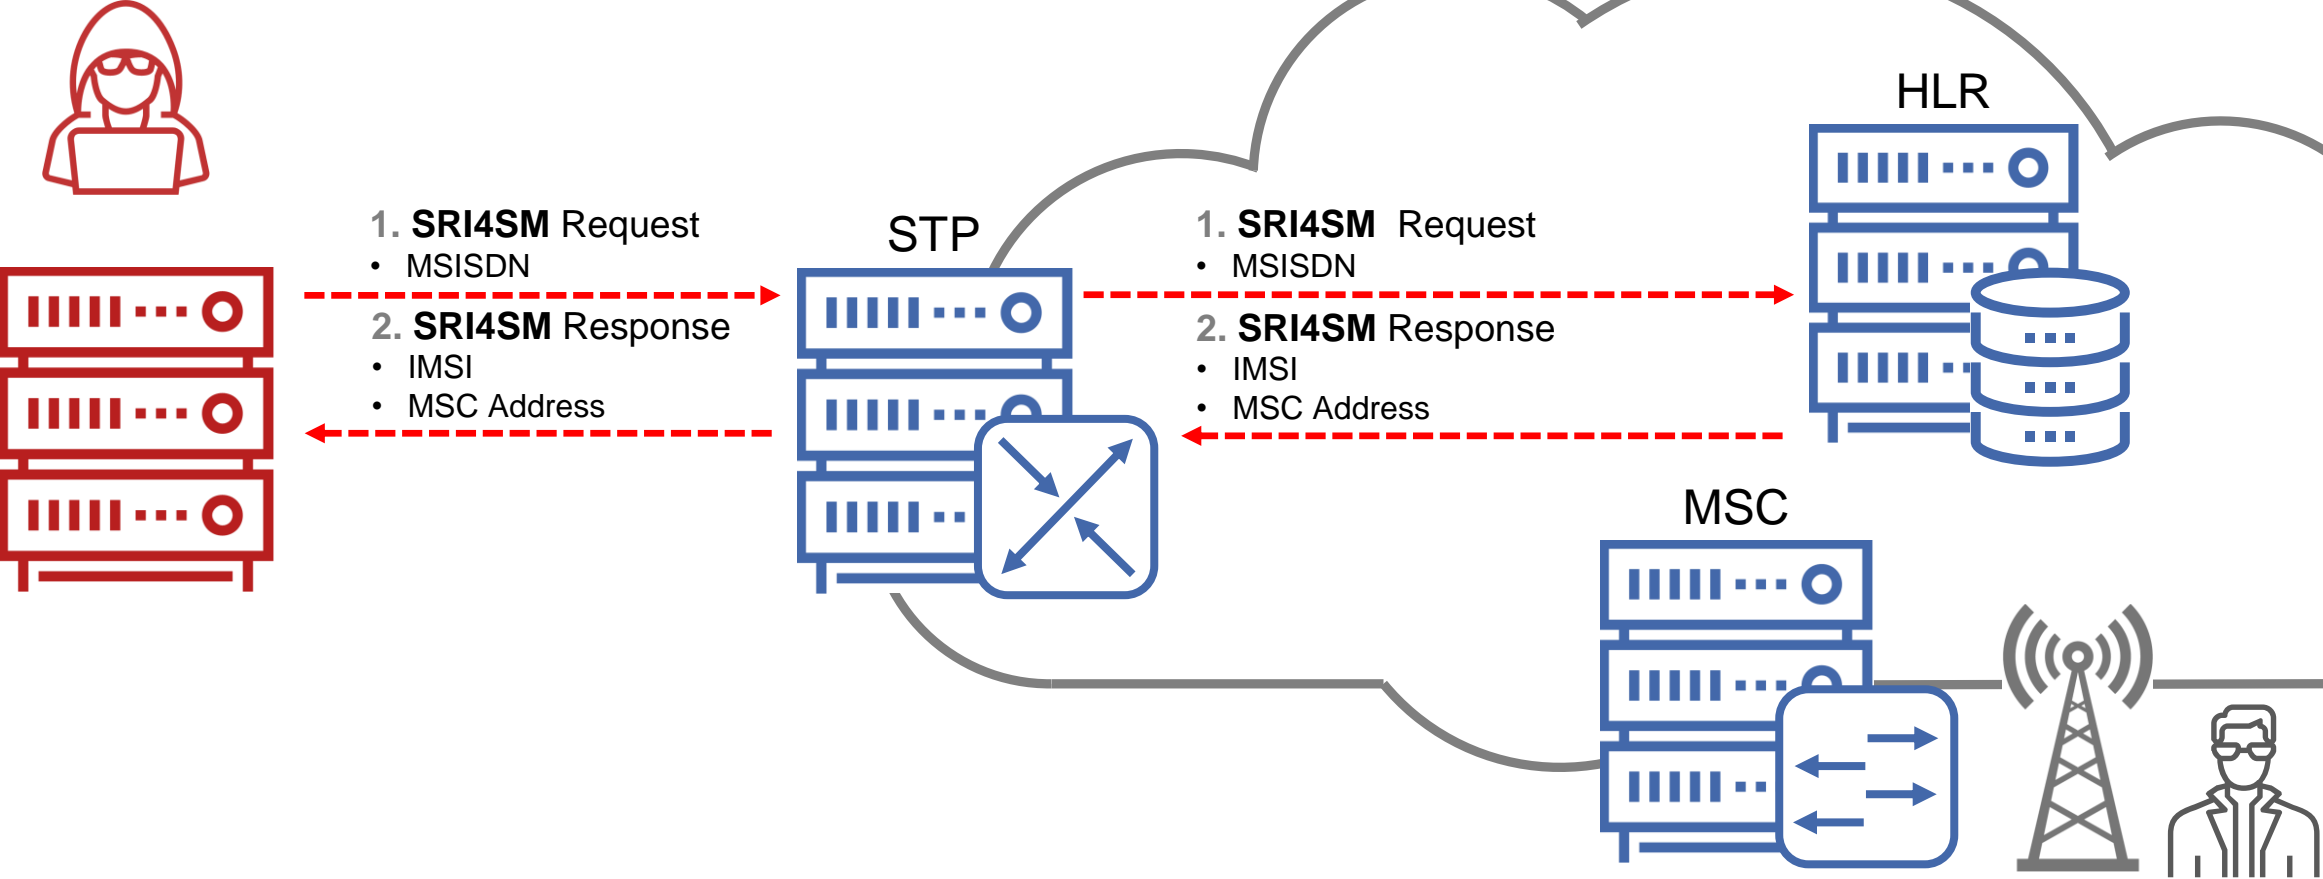 HLR
STP
1. SRI4SM Request
• MSISDN
2. SRI4SM Response
• IMSI
• MSC Address
1. SRI4SM Request
• MSISDN
2. SRI4SM Response
• IMSI
• MSC Address
MSC